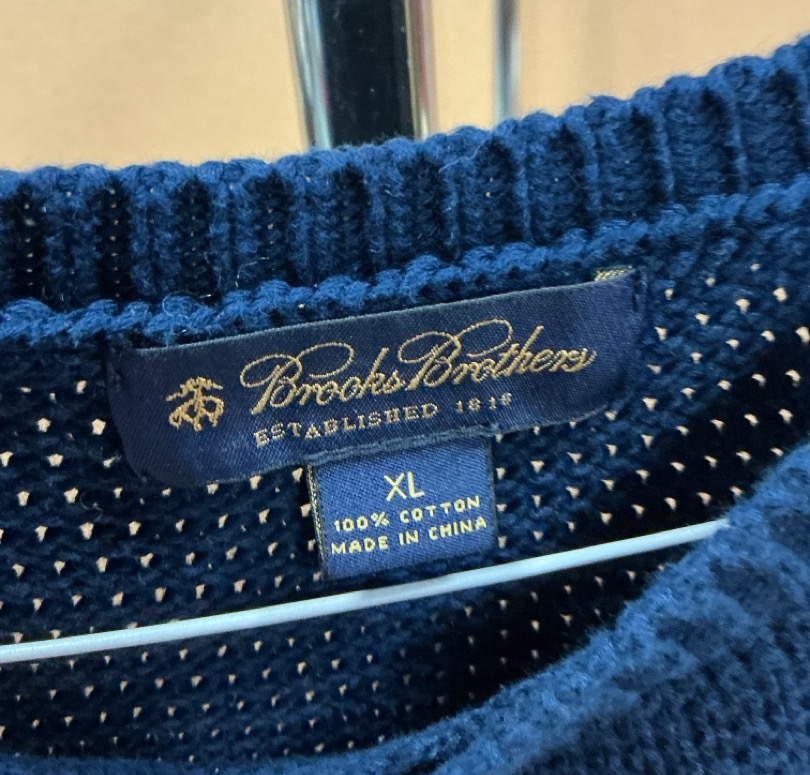 Brooks Brothers
ESTABLISHED 1818
XL
100% COTTON
MADE IN CHINA